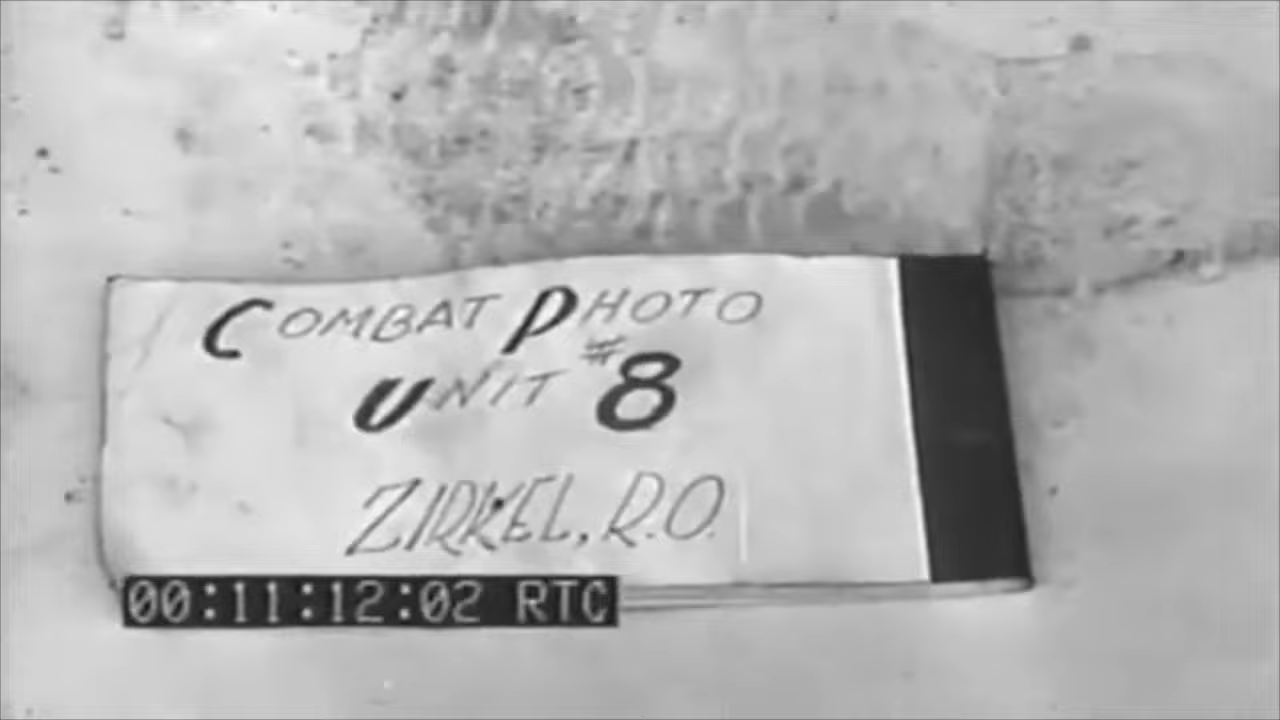 COMBAT PHOTO
UNIT #8
ZIRKEL, R.O.
00:11:12:02 RTC